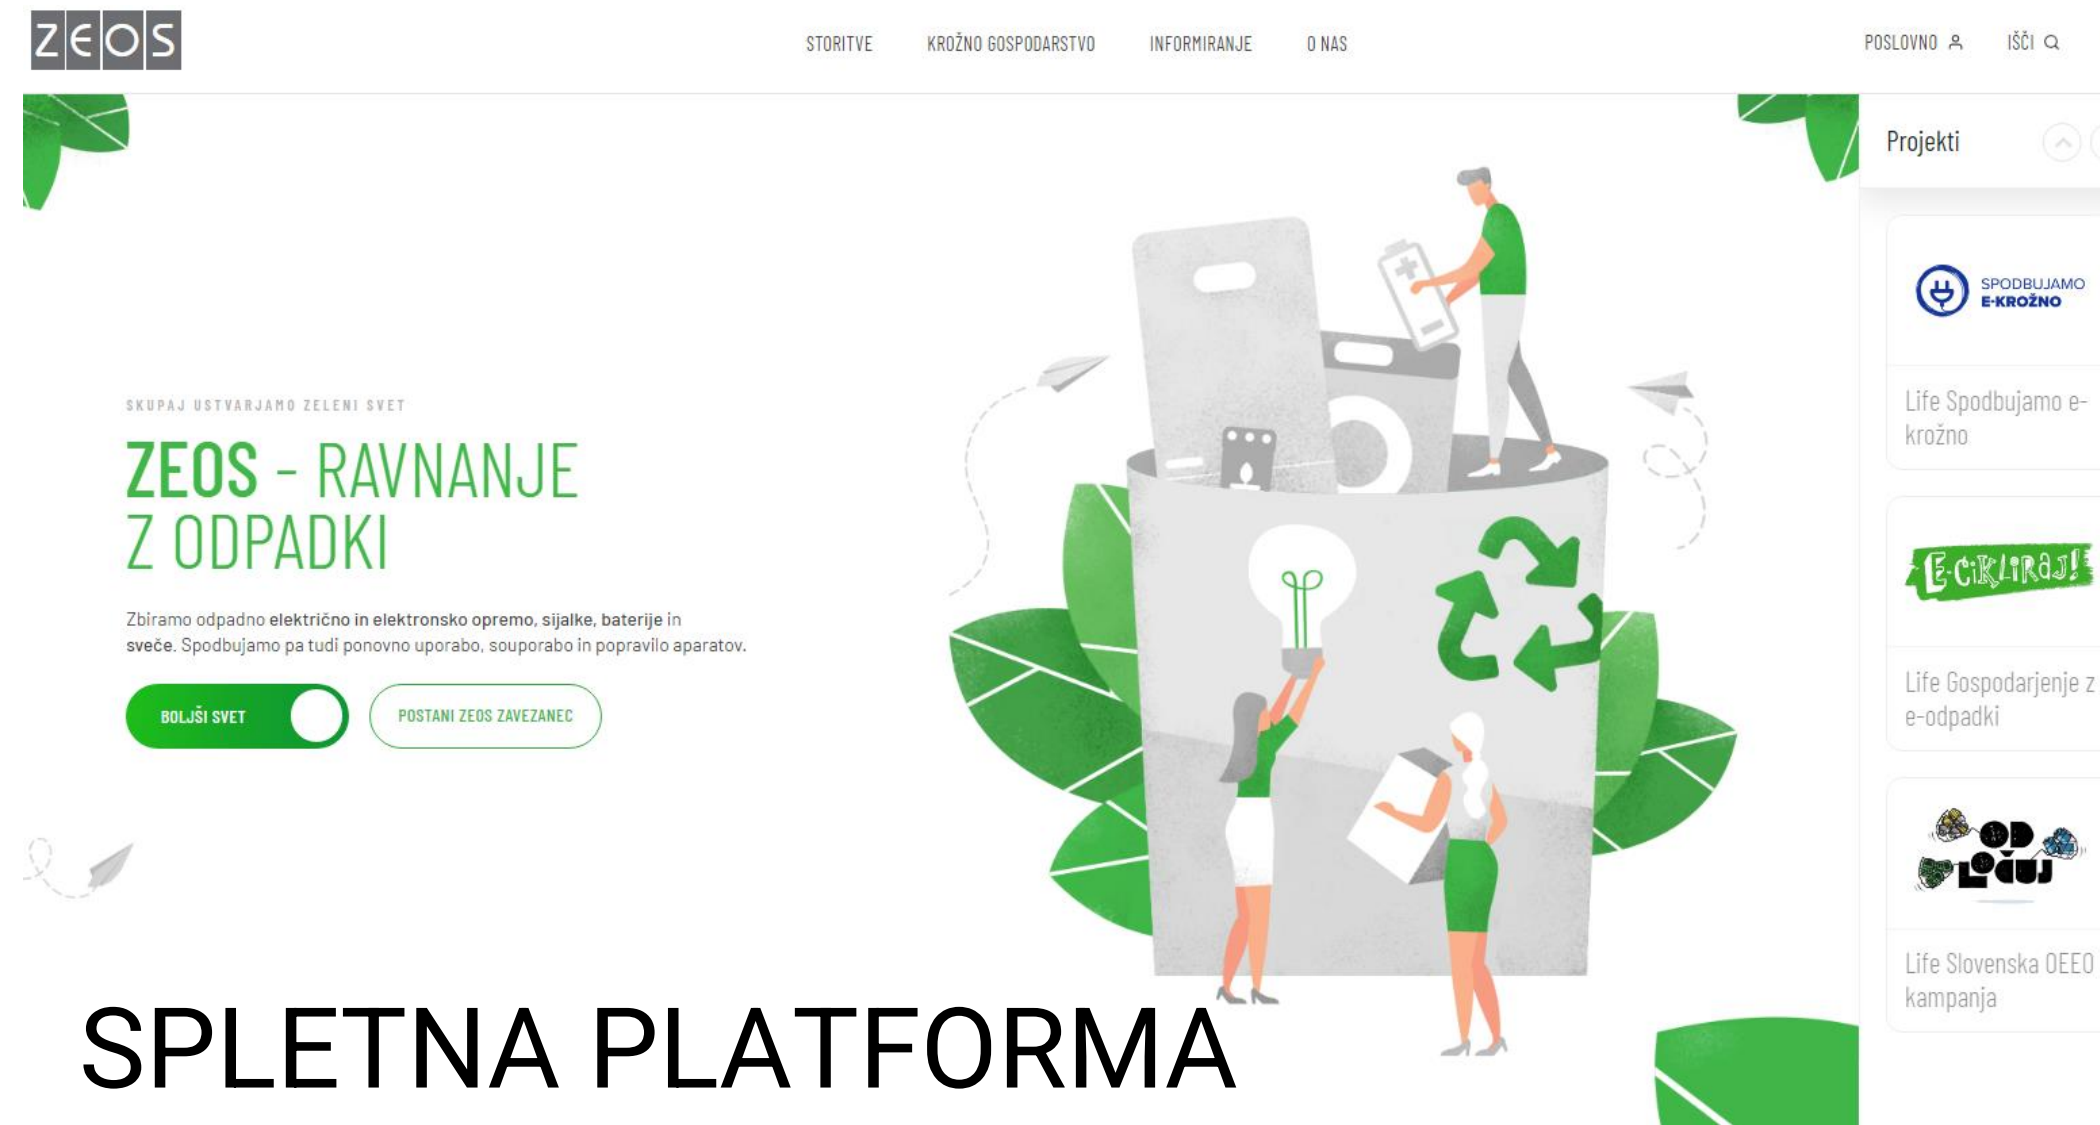 ZEOS
STORITVE
KROŽNO GOSPODARSTVO
INFORMIRANJE
O NAS
POSLOVNO
IŠČI
Projekti
SPODBUJAMO
E-KROŽNO
Life Spodbujamo e-
krožno
SKUPAJ USTVARJAMO ZELENI SVET
ZEOS - RAVNANJE
Z ODPADKI
Zbiramo odpadno električno in elektronsko opremo, sijalke, baterije in
sveče. Spodbujamo pa tudi ponovno uporabo, souporabo in popravilo aparatov.
BOLJŠI SVET
POSTANI ZEOS ZAVEZANEC
E-CIKLIRAJ!
Life Gospodarjenje z
e-odpadki
OD
LOČUJ
Life Slovenska OEEO
kampanja
SPLETNA PLATFORMA